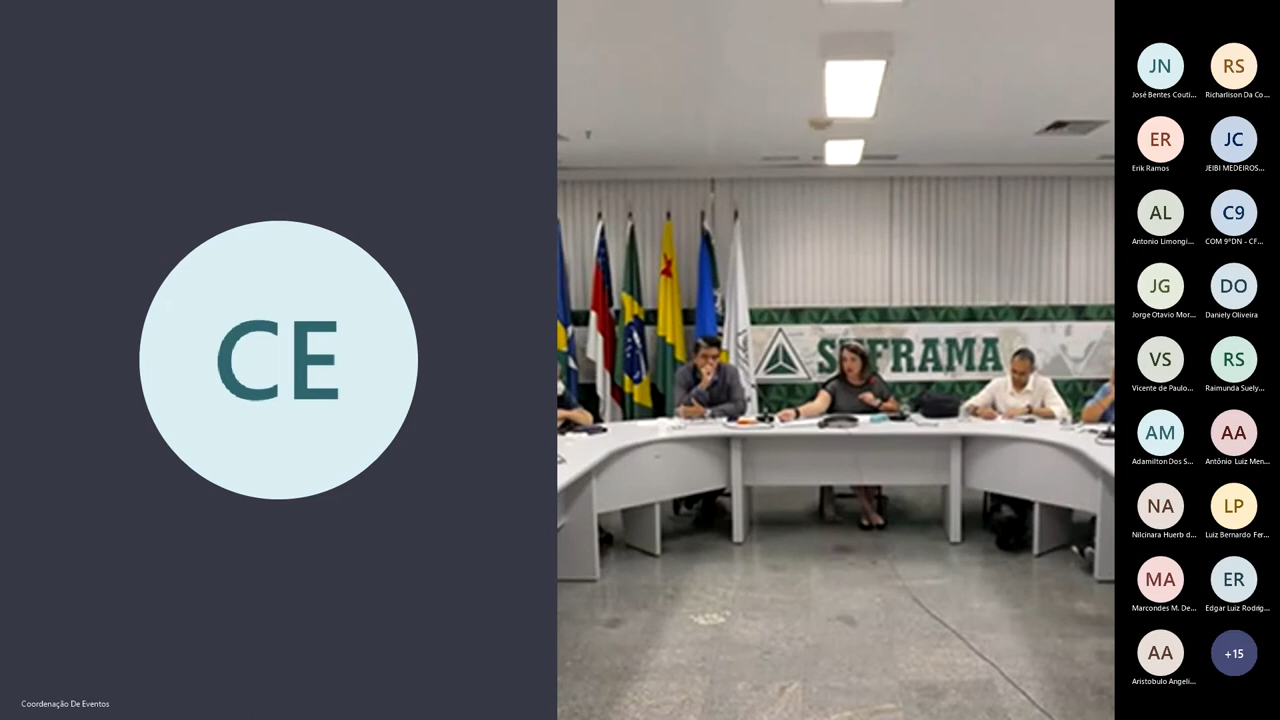 CE
Coordenação De Eventos
SUFRAMA
JN
José Bentes Couti...
RS
Richarlison Da Co...
ER
Erik Ramos
JC
JEIBI MEDEIROS...
AL
Antonio Limongi...
C9
COM 9ºDN - CF...
JG
Jorge Otavio Mor...
DO
Daniely Oliveira
VS
Vicente de Paulo...
RS
Raimunda Suely...
AM
Adamilton Dos S...
AA
Antônio Luiz Men...
NA
Nilcinara Huerb d...
LP
Luiz Bernardo Fer...
MA
Marcondes M. De...
ER
Edgar Luiz Rodrig...
AA
Aristobulo Angeli...
+15